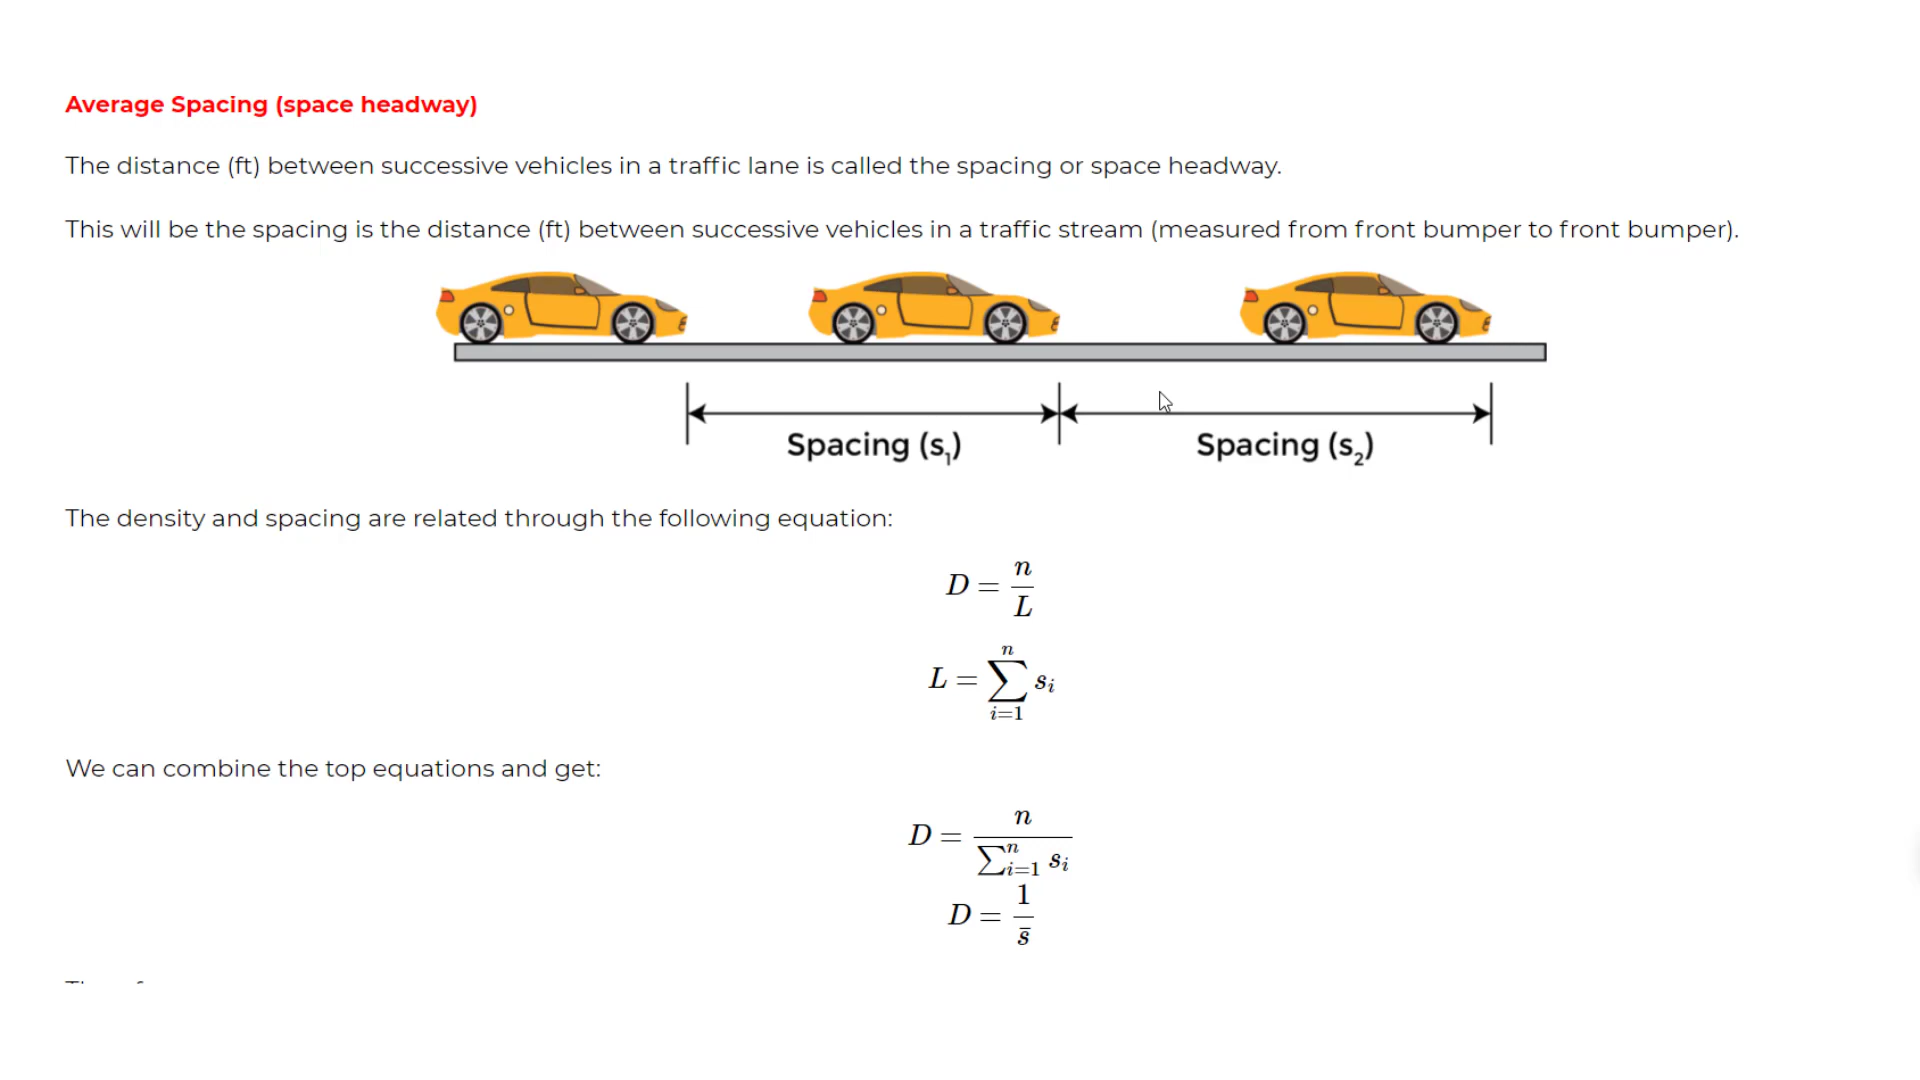 Average Spacing (space headway)
The distance (ft) between successive vehicles in a traffic lane is called the spacing or space headway.
This will be the spacing is the distance (ft) between successive vehicles in a traffic stream (measured from front bumper to front bumper).
Spacing (s₁) Spacing (s₂)
The density and spacing are related through the following equation:
D = n/L
L = ∑_{i=1}^{n} s_i
We can combine the top equations and get:
D = n / ∑_{i=1}^{n} s_i
D = 1/s̄